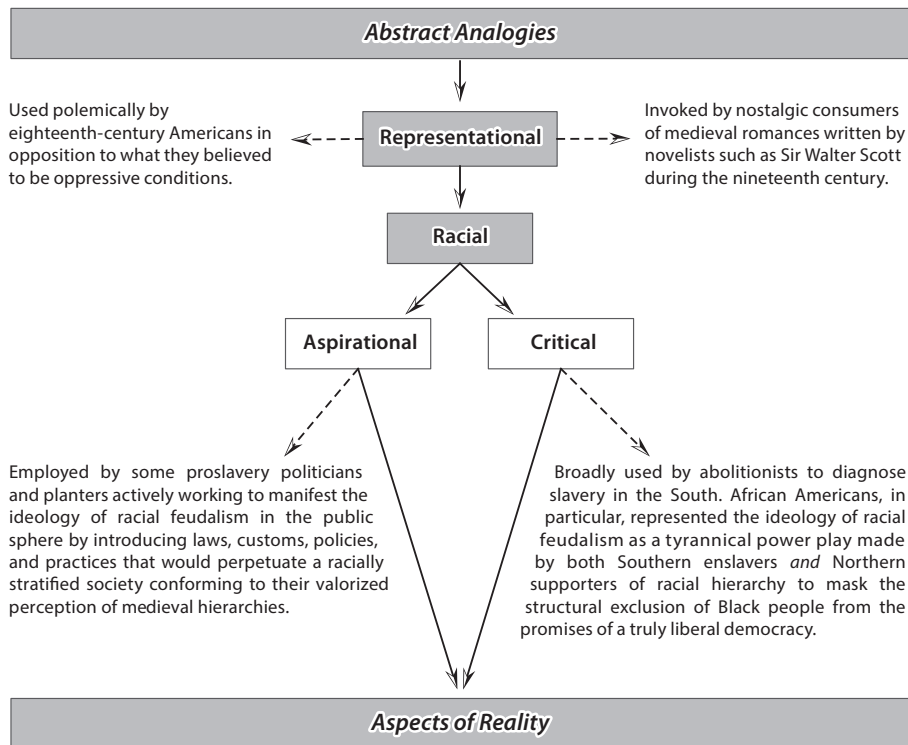 Abstract Analogies
Used polemically by
eighteenth-century Americans in
opposition to what they believed
to be oppressive conditions.
Representational
Invoked by nostalgic consumers
of medieval romances written by
novelists such as Sir Walter Scott
during the nineteenth century.
Racial
Aspirational
Critical
Employed by some proslavery politicians
and planters actively working to manifest the
ideology of racial feudalism in the public
sphere by introducing laws, customs, policies,
and practices that would perpetuate a racially
stratified society conforming to their valorized
perception of medieval hierarchies.
Broadly used by abolitionists to diagnose
slavery in the South. African Americans, in
particular, represented the ideology of racial
feudalism as a tyrannical power play made
by both Southern enslavers and Northern
supporters of racial hierarchy to mask the
structural exclusion of Black people from the
promises of a truly liberal democracy.
Aspects of Reality